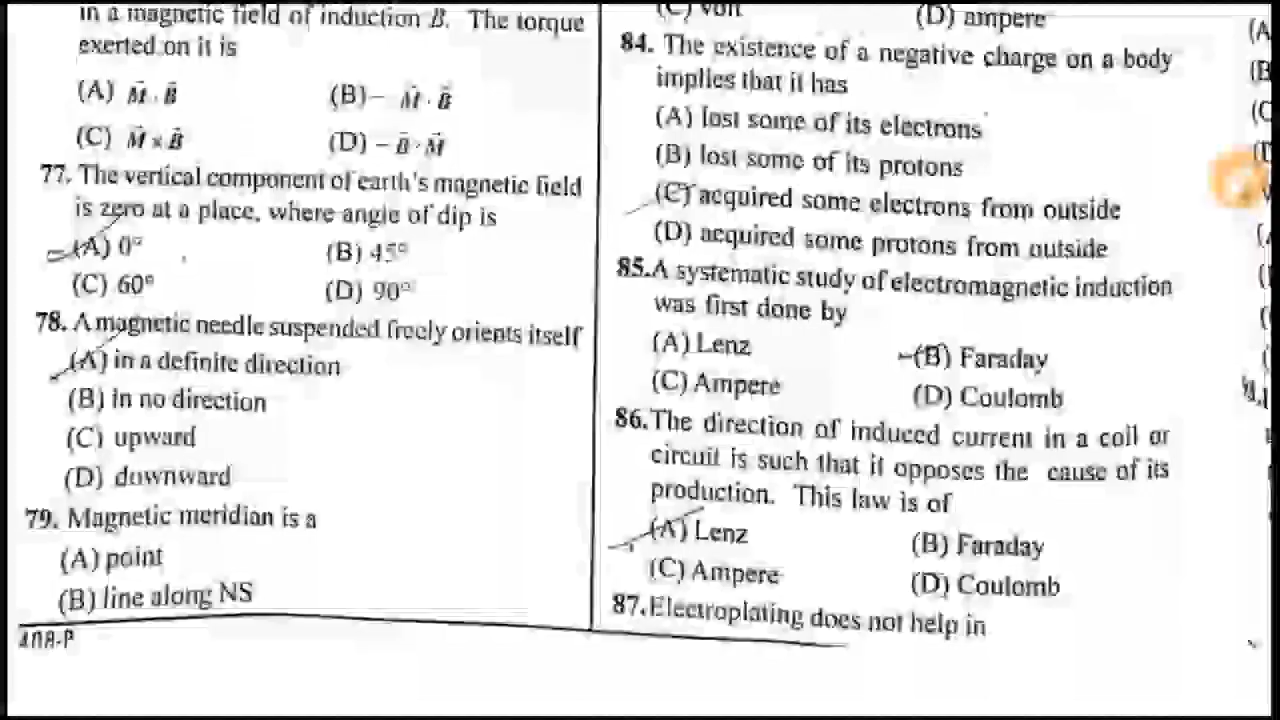 in a magnetic field of induction B. The torque
exerted on it is
(A) M⃗ · B⃗ (B) – M⃗ · B⃗
(C) M⃗ × B⃗ (D) – B⃗ · M⃗
77. The vertical component of earth's magnetic field
is zero at a place, where angle of dip is
(A) 0° (B) 45°
(C) 60° (D) 90°
78. A magnetic needle suspended freely orients itself
(A) in a definite direction
(B) in no direction
(C) upward
(D) downward
79. Magnetic meridian is a
(A) point
(B) line along NS
408-P
(C) volt (D) ampere
84. The existence of a negative charge on a body
implies that it has
(A) lost some of its electrons
(B) lost some of its protons
(C) acquired some electrons from outside
(D) acquired some protons from outside
85. A systematic study of electromagnetic induction
was first done by
(A) Lenz (B) Faraday
(C) Ampere (D) Coulomb
86. The direction of induced current in a coil or
circuit is such that it opposes the cause of its
production. This law is of
(A) Lenz (B) Faraday
(C) Ampere (D) Coulomb
87. Electroplating does not help in
(A
(B
(C